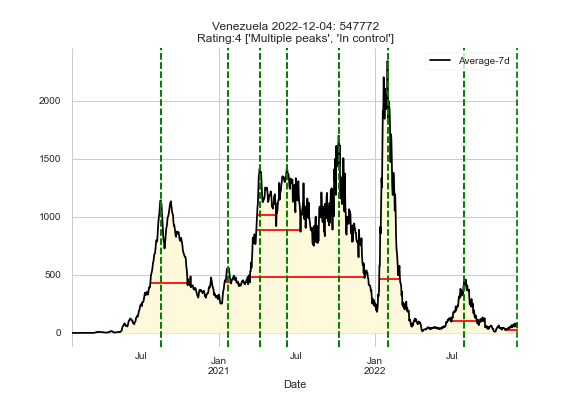 Venezuela 2022-12-04: 547772
Rating:4 ['Multiple peaks', 'In control']
Average-7d
2000
1500
1000
500
0
Jul
Jan
2021
Jul
Jan
2022
Jul
Date